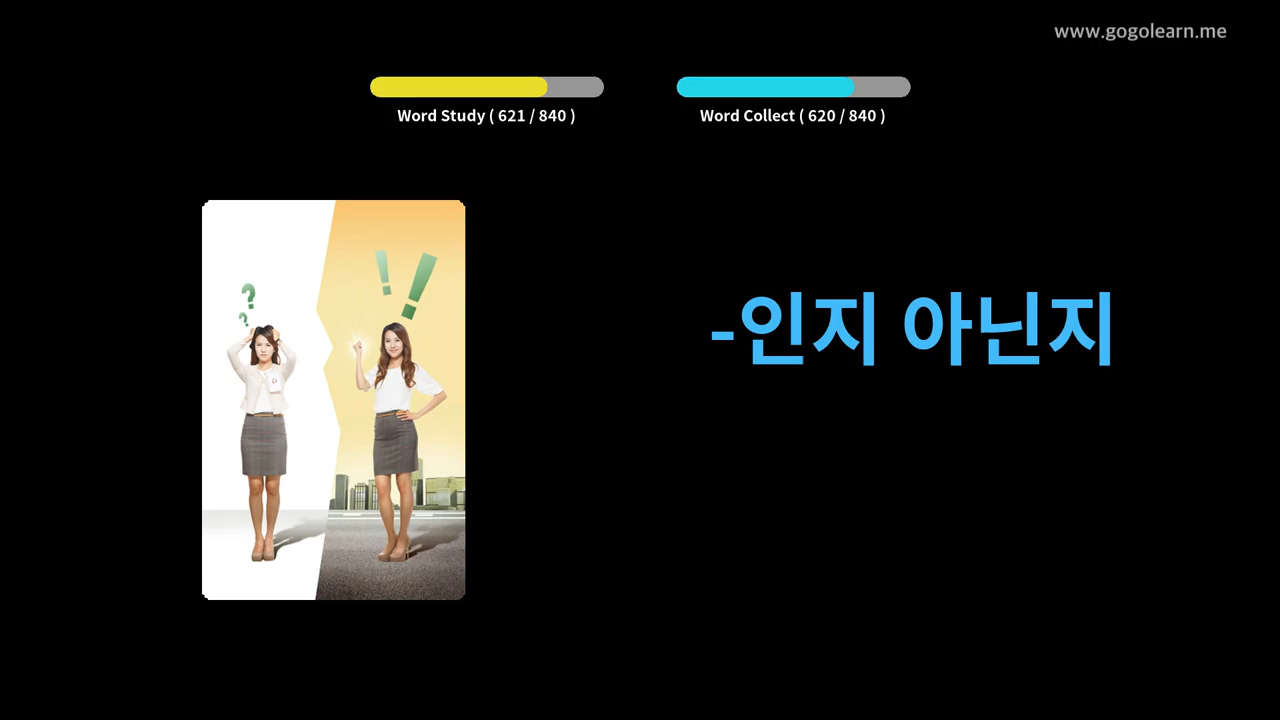 www.gogolearn.me
Word Study ( 621 / 840 )
Word Collect ( 620 / 840 )
? ?
! !
-인지 아닌지